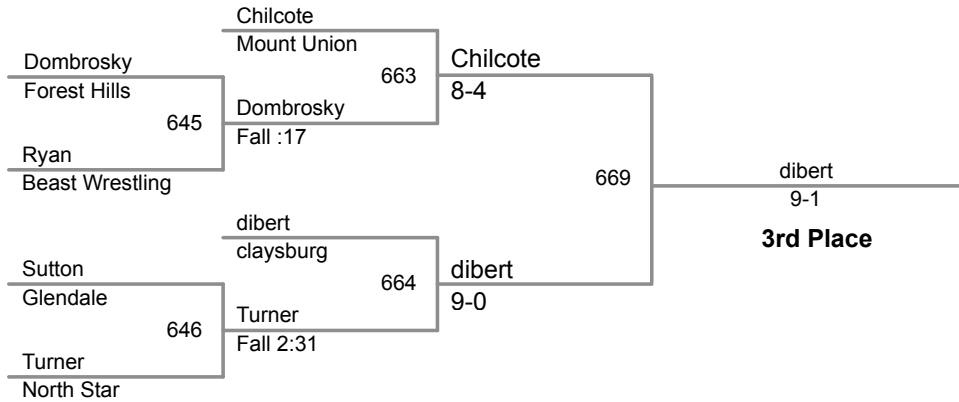 Chilcote
Mount Union
Dombrosky
Forest Hills
663
Chilcote
8-4
645
Dombrosky
Fall :17
Ryan
Beast Wrestling
669
dibert
9-1
3rd Place
dibert
claysburg
Sutton
Glendale
664
dibert
9-0
646
Turner
Fall 2:31
Turner
North Star